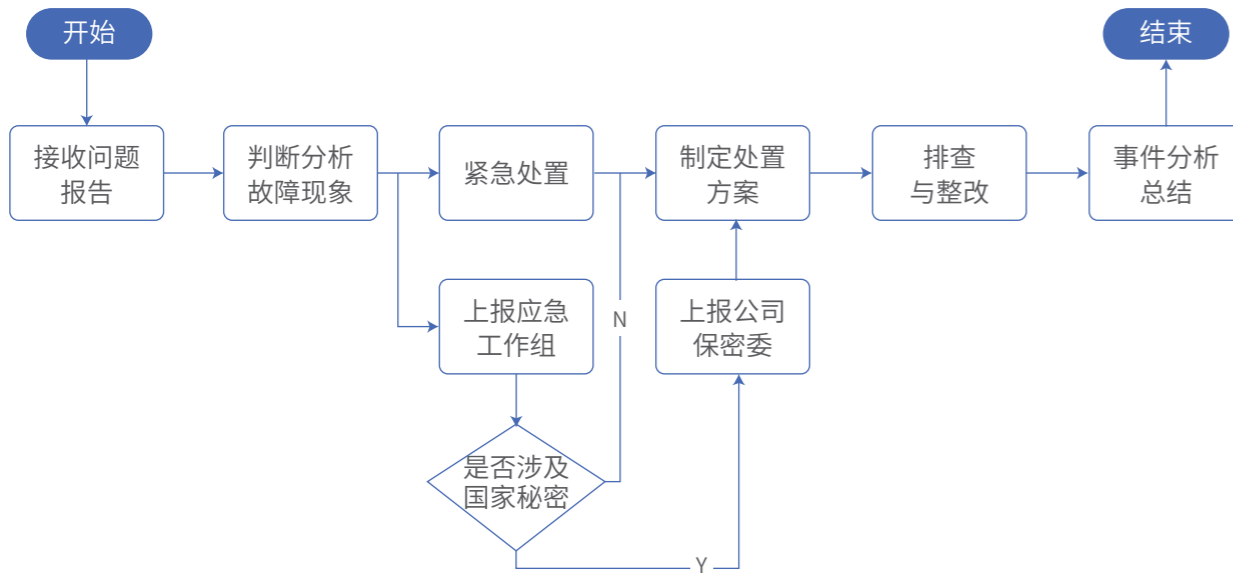 开始
结束
接收问题
报告
判断分析
故障现象
紧急处置
制定处置
方案
排查
与整改
事件分析
总结
上报应急
工作组
N
上报公司
保密委
是否涉及
国家秘密
Y